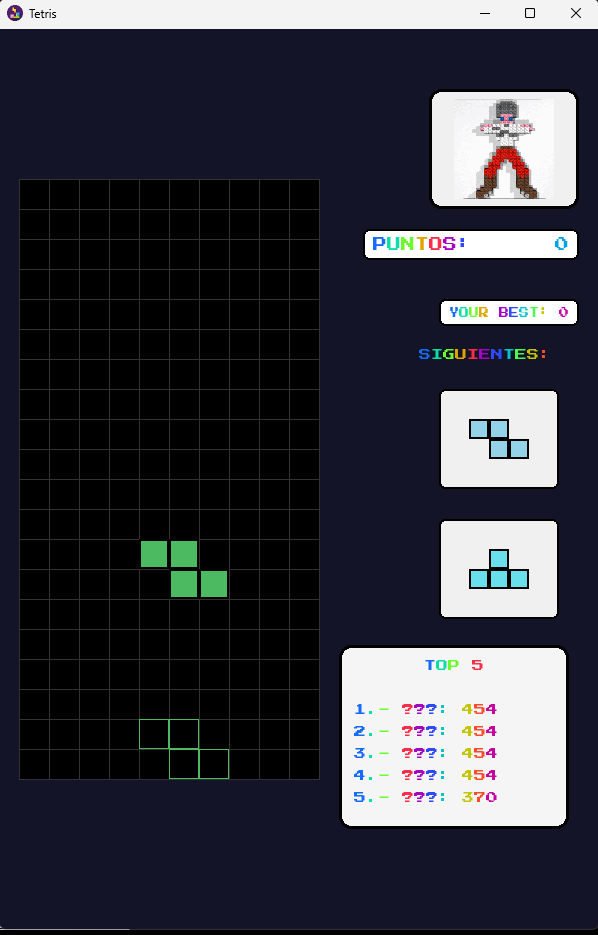 Tetris
PUNTOS: 0
YOUR BEST: 0
SIGUIENTES:
TOP 5
1.- ???: 454
2.- ???: 454
3.- ???: 454
4.- ???: 454
5.- ???: 370